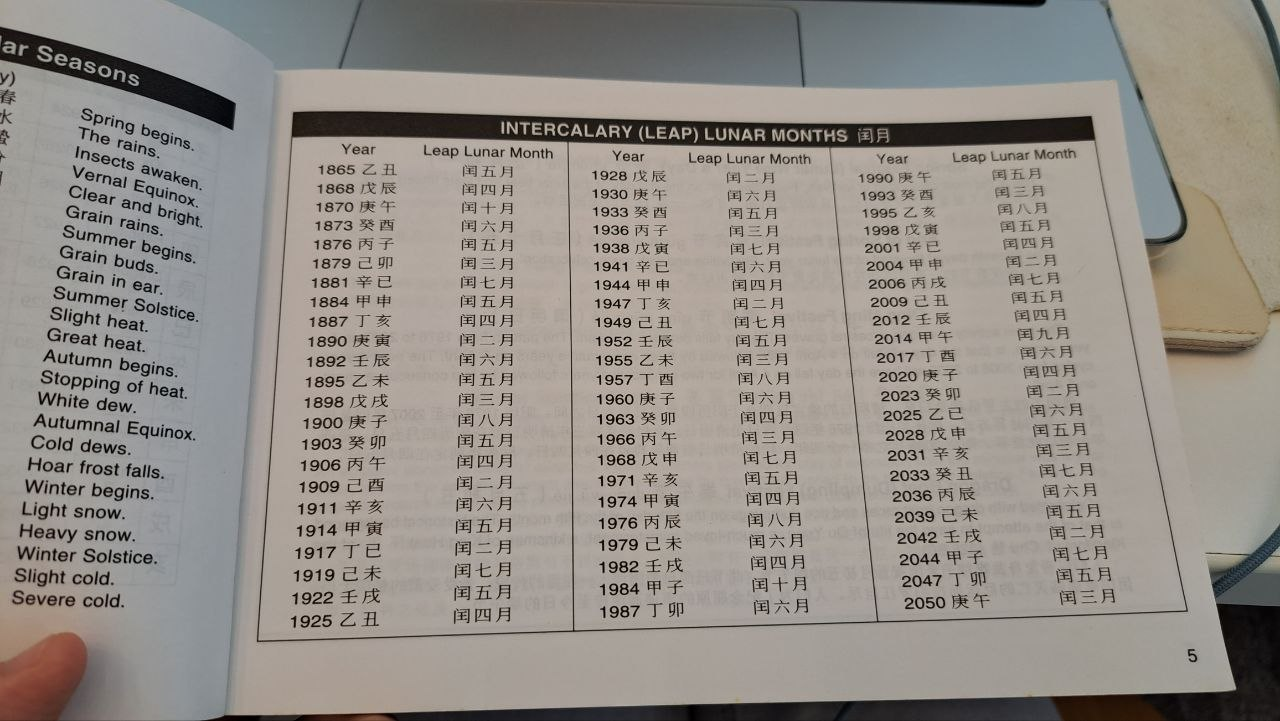 lar Seasons
y)
春
水
Spring begins.
The rains.
Insects awaken.
Vernal Equinox.
Clear and bright.
Grain rains.
Summer begins.
Grain buds.
Grain in ear.
Summer Solstice.
Slight heat.
Great heat.
Autumn begins.
Stopping of heat.
White dew.
Autumnal Equinox.
Cold dews.
Hoar frost falls.
Winter begins.
Light snow.
Heavy snow.
Winter Solstice.
Slight cold.
Severe cold.
INTERCALARY (LEAP) LUNAR MONTHS 闰月
Year Leap Lunar Month
1865 乙丑 闰五月
1868 戊辰 闰四月
1870 庚午 闰十月
1873 癸酉 闰六月
1876 丙子 闰五月
1879 己卯 闰三月
1881 辛巳 闰七月
1884 甲申 闰五月
1887 丁亥 闰四月
1890 庚寅 闰二月
1892 壬辰 闰六月
1895 乙未 闰五月
1898 戊戌 闰三月
1900 庚子 闰八月
1903 癸卯 闰五月
1906 丙午 闰四月
1909 己酉 闰二月
1911 辛亥 闰六月
1914 甲寅 闰五月
1917 丁巳 闰二月
1919 己未 闰七月
1922 壬戌 闰五月
1925 乙丑 闰四月
Year Leap Lunar Month
1928 戊辰 闰二月
1930 庚午 闰六月
1933 癸酉 闰五月
1936 丙子 闰三月
1938 戊寅 闰七月
1941 辛巳 闰六月
1944 甲申 闰四月
1947 丁亥 闰二月
1949 己丑 闰七月
1952 壬辰 闰五月
1955 乙未 闰三月
1957 丁酉 闰八月
1960 庚子 闰六月
1963 癸卯 闰四月
1966 丙午 闰三月
1968 戊申 闰七月
1971 辛亥 闰五月
1974 甲寅 闰四月
1976 丙辰 闰八月
1979 己未 闰六月
1982 壬戌 闰四月
1984 甲子 闰十月
1987 丁卯 闰六月
Year Leap Lunar Month
1990 庚午 闰五月
1993 癸酉 闰三月
1995 乙亥 闰八月
1998 戊寅 闰五月
2001 辛巳 闰四月
2004 甲申 闰二月
2006 丙戌 闰七月
2009 己丑 闰五月
2012 壬辰 闰四月
2014 甲午 闰九月
2017 丁酉 闰六月
2020 庚子 闰四月
2023 癸卯 闰二月
2025 乙巳 闰六月
2028 戊申 闰五月
2031 辛亥 闰三月
2033 癸丑 闰七月
2036 丙辰 闰六月
2039 己未 闰五月
2042 壬戌 闰二月
2044 甲子 闰七月
2047 丁卯 闰五月
2050 庚午 闰三月
5